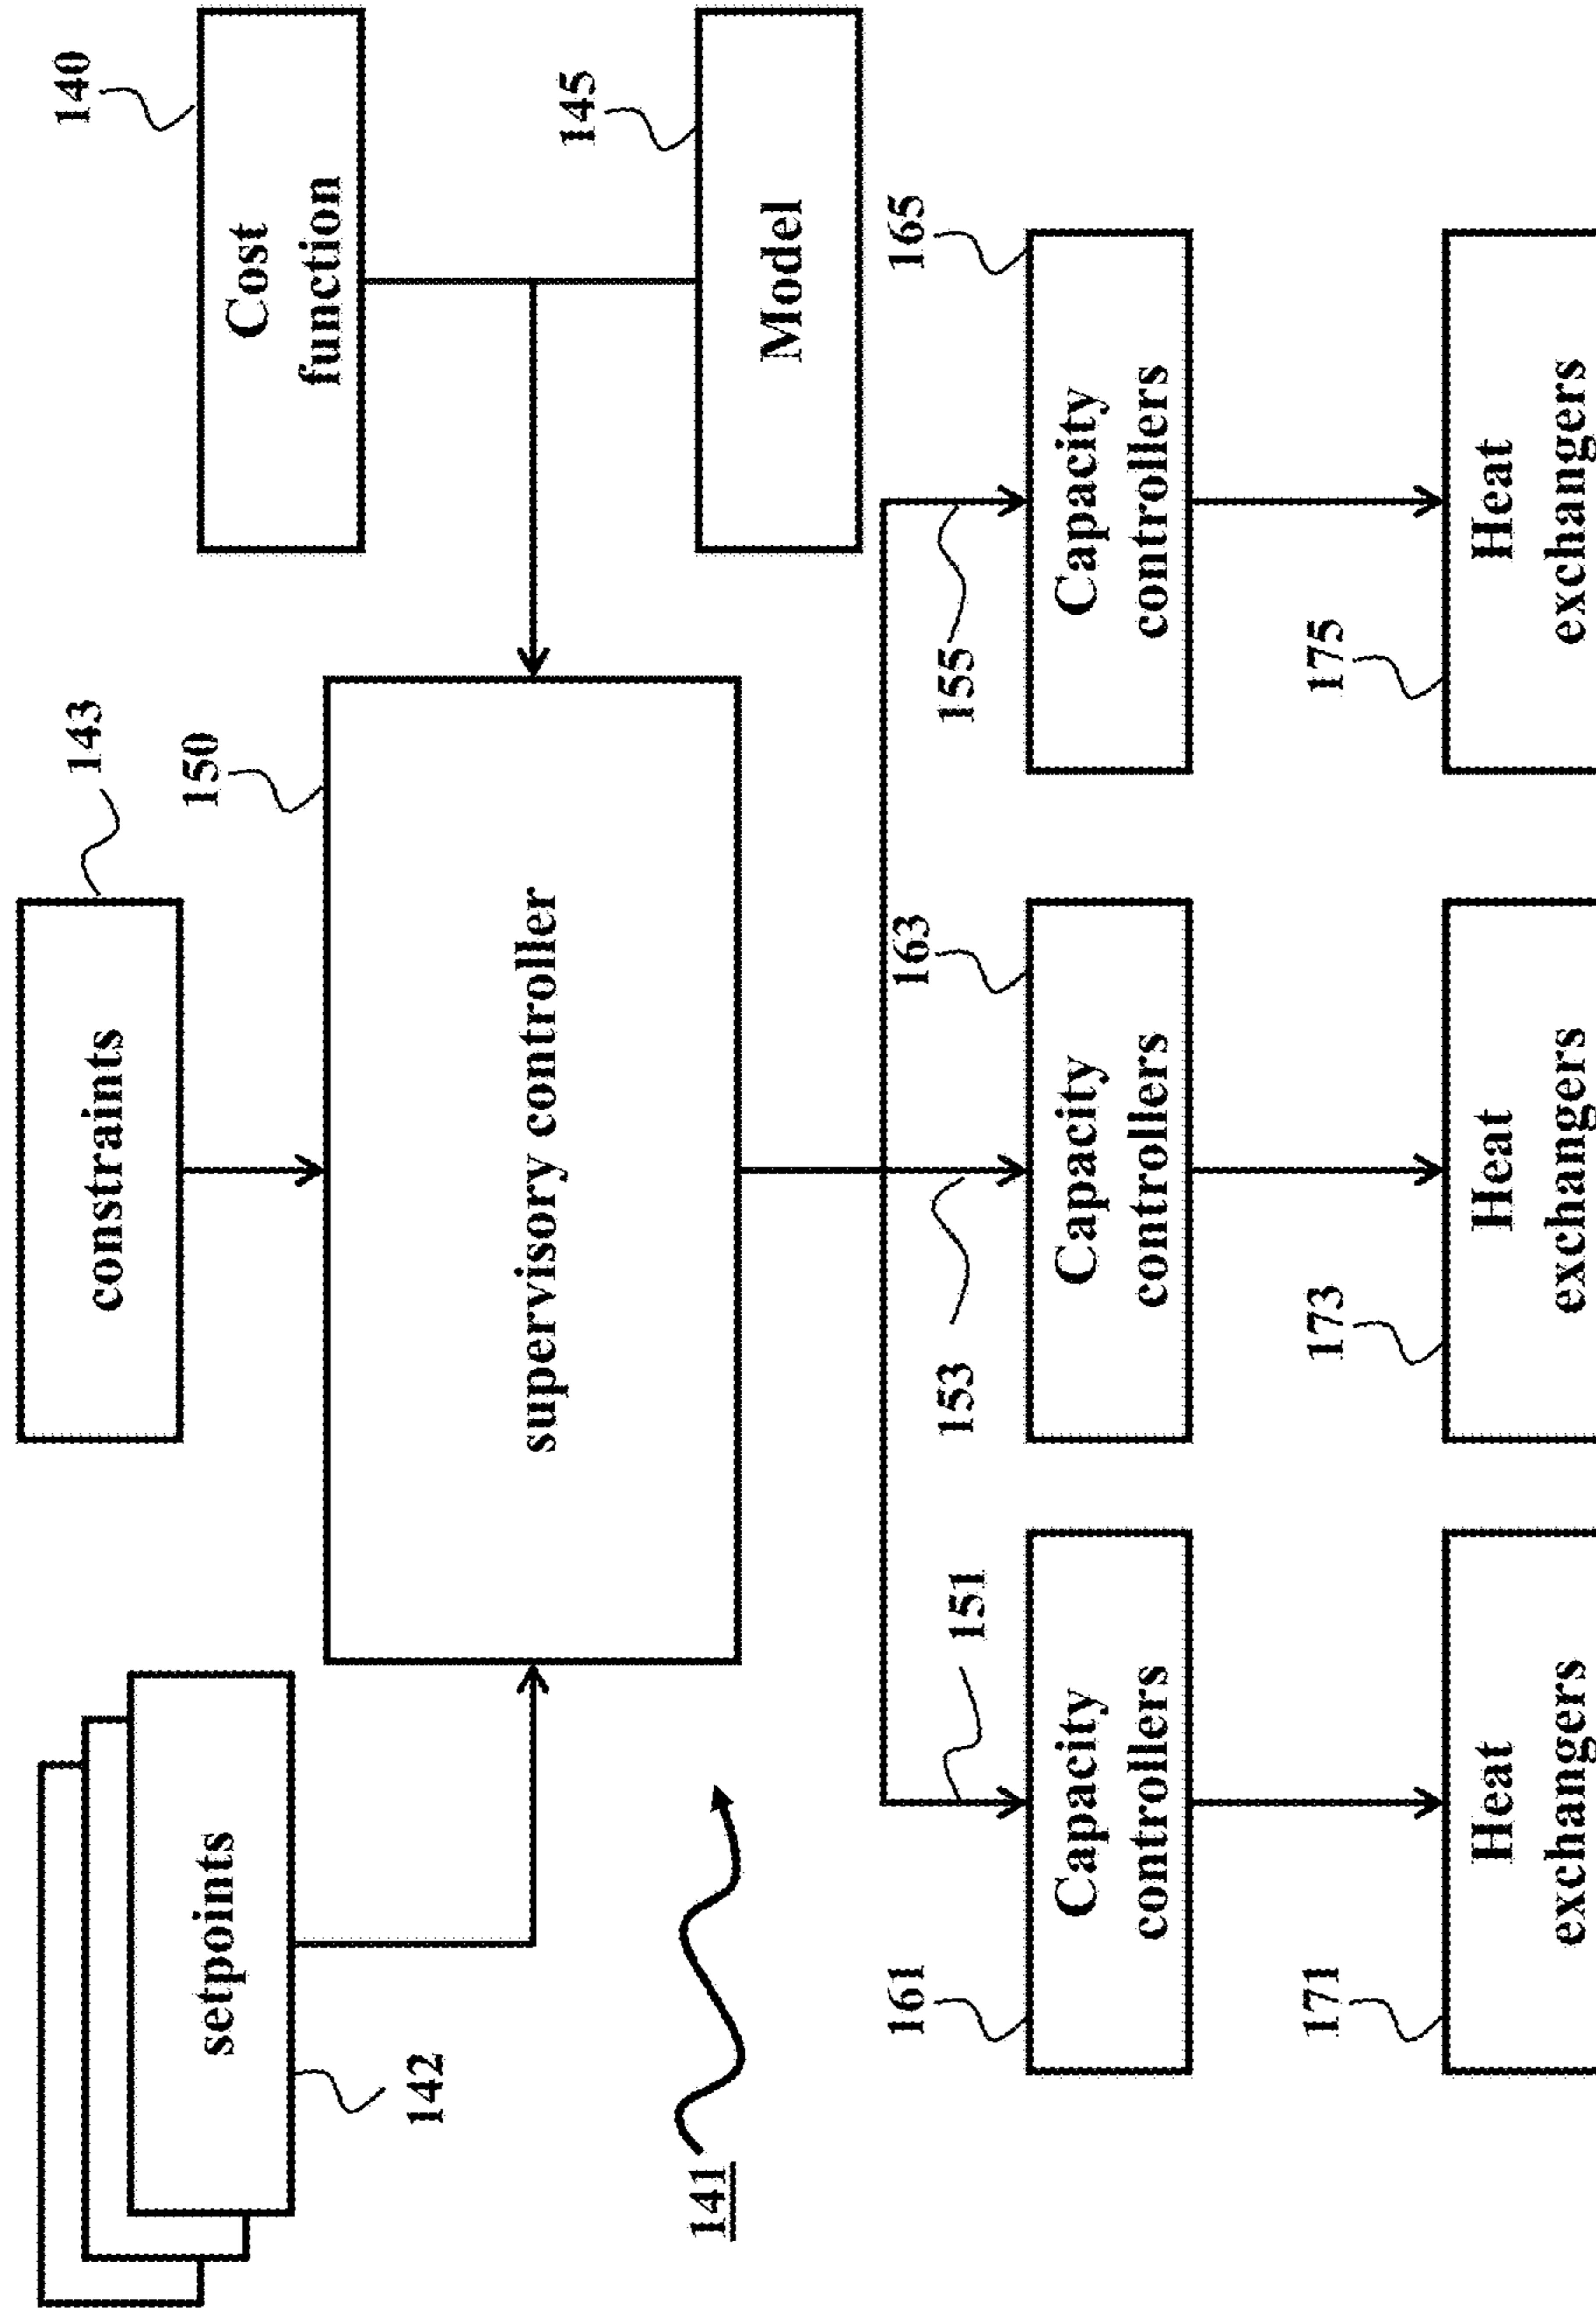 constraints
143
140
Cost
function
setpoints
142
150
supervisory controller
145
Model
141
161
151
Capacity
controllers
153
163
Capacity
controllers
155
165
Capacity
controllers
171
Heat
exchangers
173
Heat
exchangers
175
Heat
exchangers